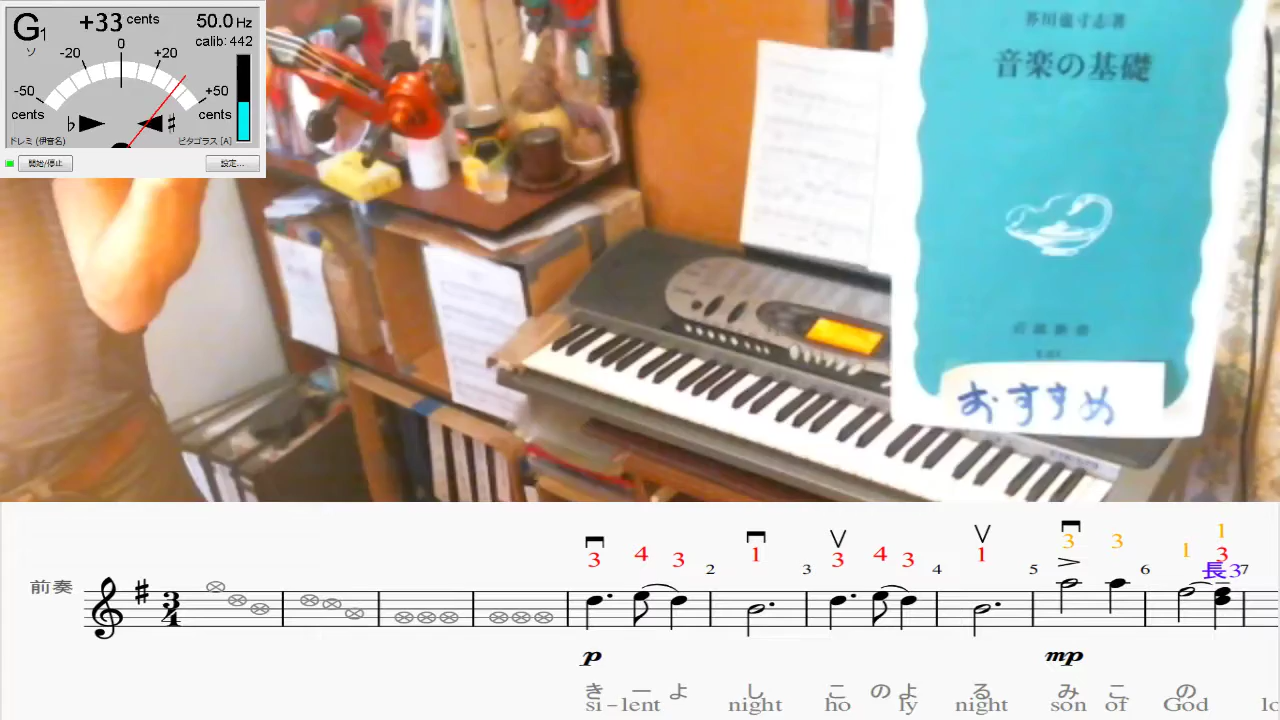 G1 +33 cents 50.0 Hz
ソ calib: 442
-50 -20 0 +20 +50
cents cents
♭ ♯
ドレミ (伊音名) ピタゴラス [A]
開始/停止 設定...
芥川也寸志著
音楽の基礎
岩波新書
おすすめ
3 4 3 1 3 4 3 1 3 3 1 1 3
2 3 4 5 6 長3 7
前奏 3/4
p mp
きーよ し この よ る み こ の
si-lent night ho ly night son of God lo